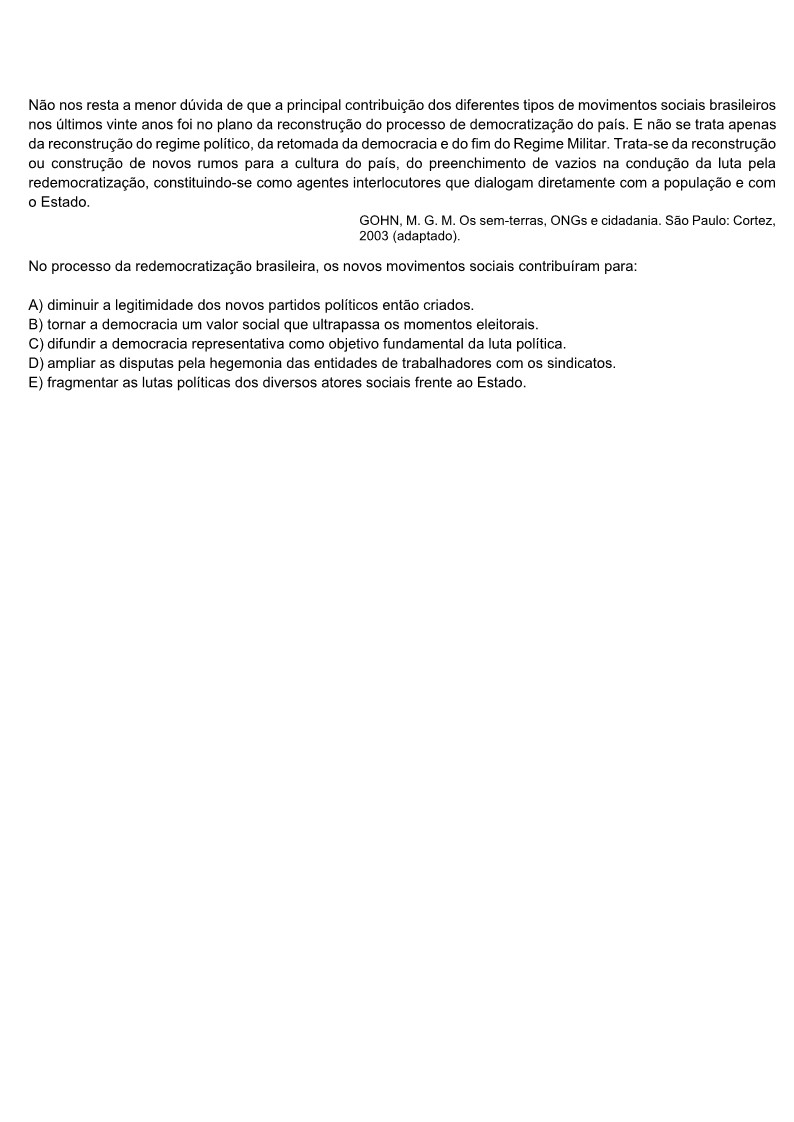 Não nos resta a menor dúvida de que a principal contribuição dos diferentes tipos de movimentos sociais brasileiros
nos últimos vinte anos foi no plano da reconstrução do processo de democratização do país. E não se trata apenas
da reconstrução do regime político, da retomada da democracia e do fim do Regime Militar. Trata-se da reconstrução
ou construção de novos rumos para a cultura do país, do preenchimento de vazios na condução da luta pela
redemocratização, constituindo-se como agentes interlocutores que dialogam diretamente com a população e com
o Estado.
GOHN, M. G. M. Os sem-terras, ONGs e cidadania. São Paulo: Cortez,
2003 (adaptado).
No processo da redemocratização brasileira, os novos movimentos sociais contribuíram para:
A) diminuir a legitimidade dos novos partidos políticos então criados.
B) tornar a democracia um valor social que ultrapassa os momentos eleitorais.
C) difundir a democracia representativa como objetivo fundamental da luta política.
D) ampliar as disputas pela hegemonia das entidades de trabalhadores com os sindicatos.
E) fragmentar as lutas políticas dos diversos atores sociais frente ao Estado.